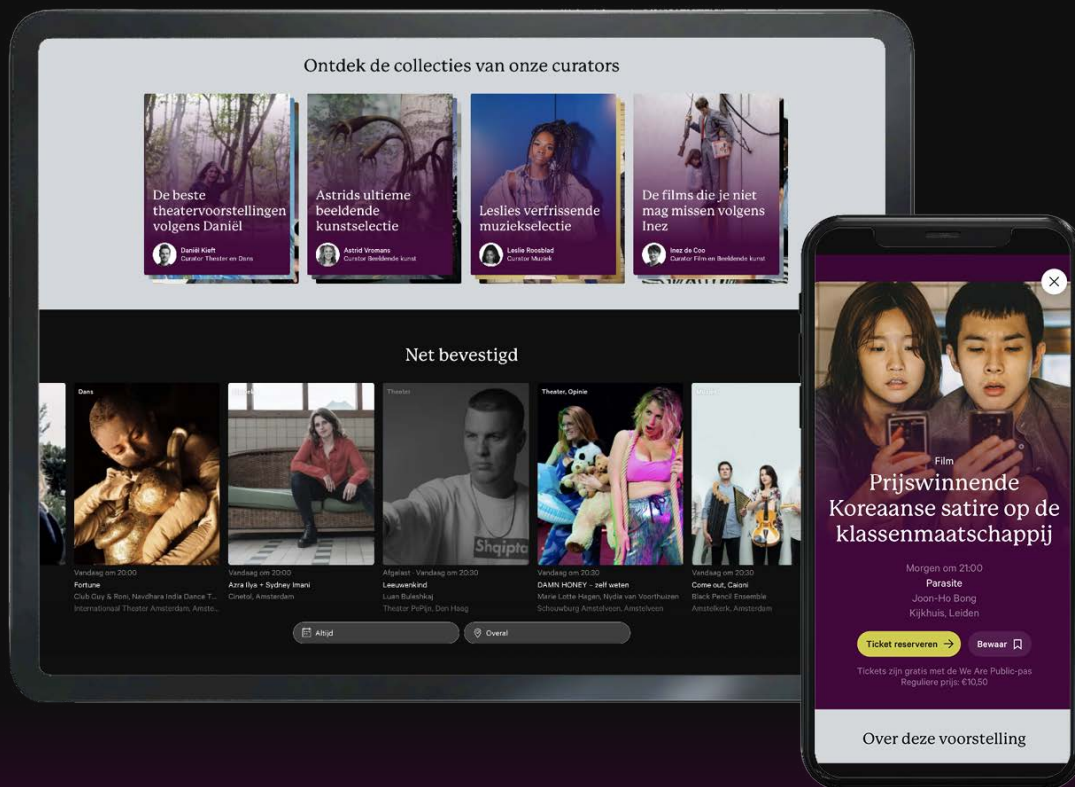 Ontdek de collecties van onze curators
De beste
theatervoorstellingen
volgens Daniël
Daniël Kieft
Curator Theater en Dans
Astrids ultieme
beeldende
kunstselectie
Astrid Vromans
Curator Beeldende kunst
Leslies verfrissende
muziekselectie
Leslie Roosblad
Curator Muziek
De films die je niet
mag missen volgens
Inez
Inez de Coo
Curator Film en Beeldende kunst
Net bevestigd
Dans
Vandaag om 20:00
Fortune
Club Guy & Roni, Navdhara India Dance T...
Internationaal Theater Amsterdam, Amste...
Vandaag om 20:00
Azra Ilya + Sydney Imani
Cinetol, Amsterdam
Theater
Shqipta
Afgelast · Vandaag om 20:30
Leeuwenkind
Luan Buleshkaj
Theater PePijn, Den Haag
Theater, Opinie
Vandaag om 20:30
DAMN HONEY – zelf weten
Marie Lotte Hagen, Nydia van Voorthuizen
Schouwburg Amstelveen, Amstelveen
Vandaag om 20:30
Come out, Caioni
Black Pencil Ensemble
Amstelkerk, Amsterdam
Altijd
Overal
Film
Prijswinnende
Koreaanse satire op de
klassenmaatschappij
Morgen om 21:00
Parasite
Joon-Ho Bong
Kijkhuis, Leiden
Ticket reserveren →
Bewaar
Tickets zijn gratis met de We Are Public-pas
Reguliere prijs: €10,50
Over deze voorstelling